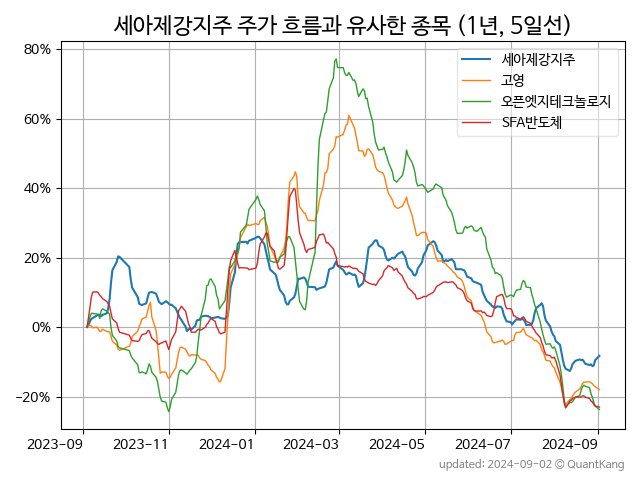 세아제강지주 주가 흐름과 유사한 종목 (1년, 5일선)
세아제강지주
고영
오픈엣지테크놀로지
SFA반도체
80%
60%
40%
20%
0%
−20%
2023-09 2023-11 2024-01 2024-03 2024-05 2024-07 2024-09
updated: 2024-09-02 © QuantKang